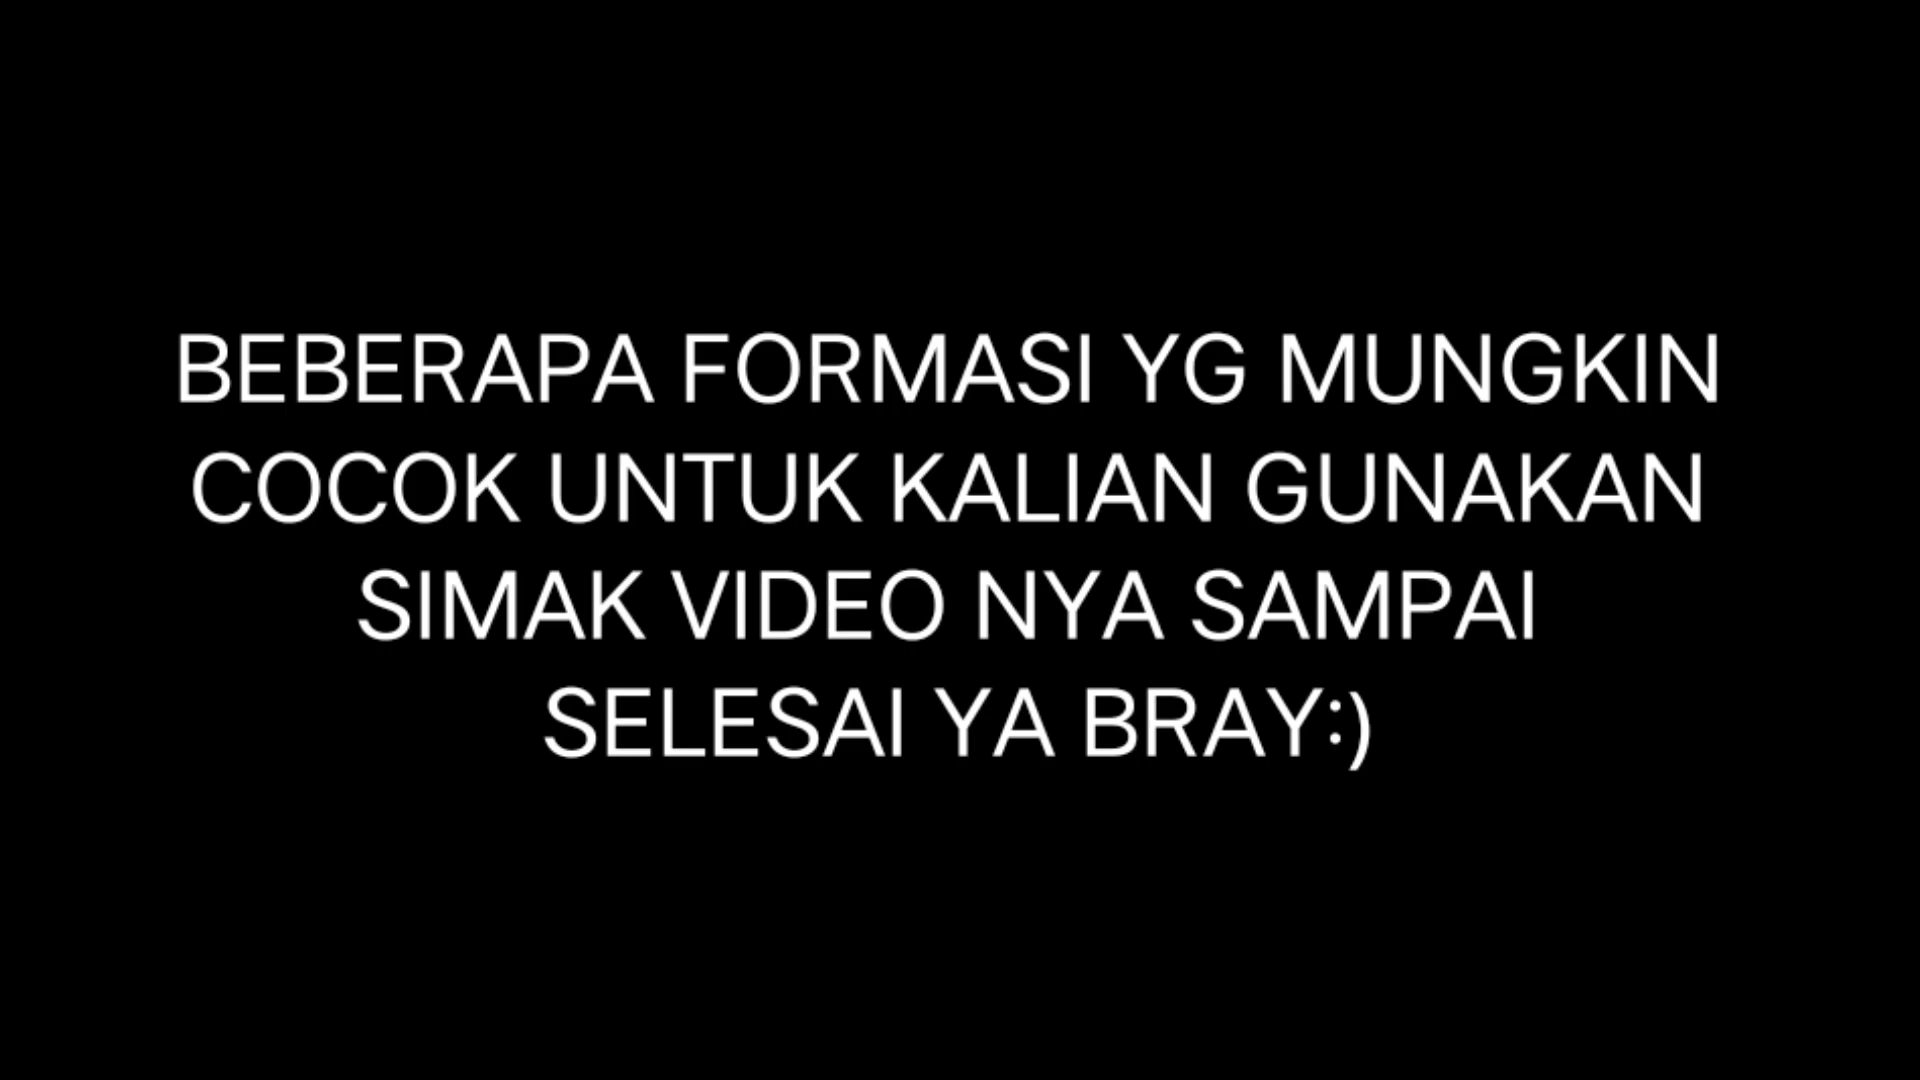 BEBERAPA FORMASI YG MUNGKIN
COCOK UNTUK KALIAN GUNAKAN
SIMAK VIDEO NYA SAMPAI
SELESAI YA BRAY:)